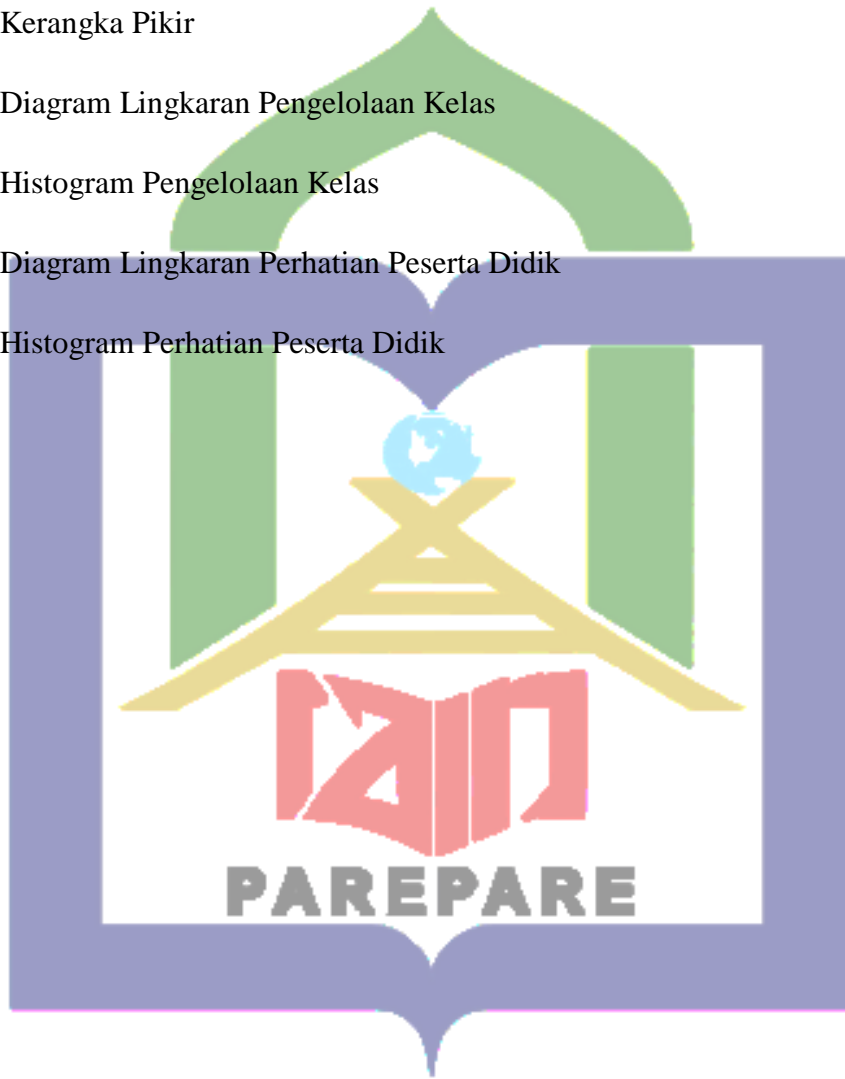 Kerangka Pikir
Diagram Lingkaran Pengelolaan Kelas
Histogram Pengelolaan Kelas
Diagram Lingkaran Perhatian Peserta Didik
Histogram Perhatian Peserta Didik
iain
PAREPARE